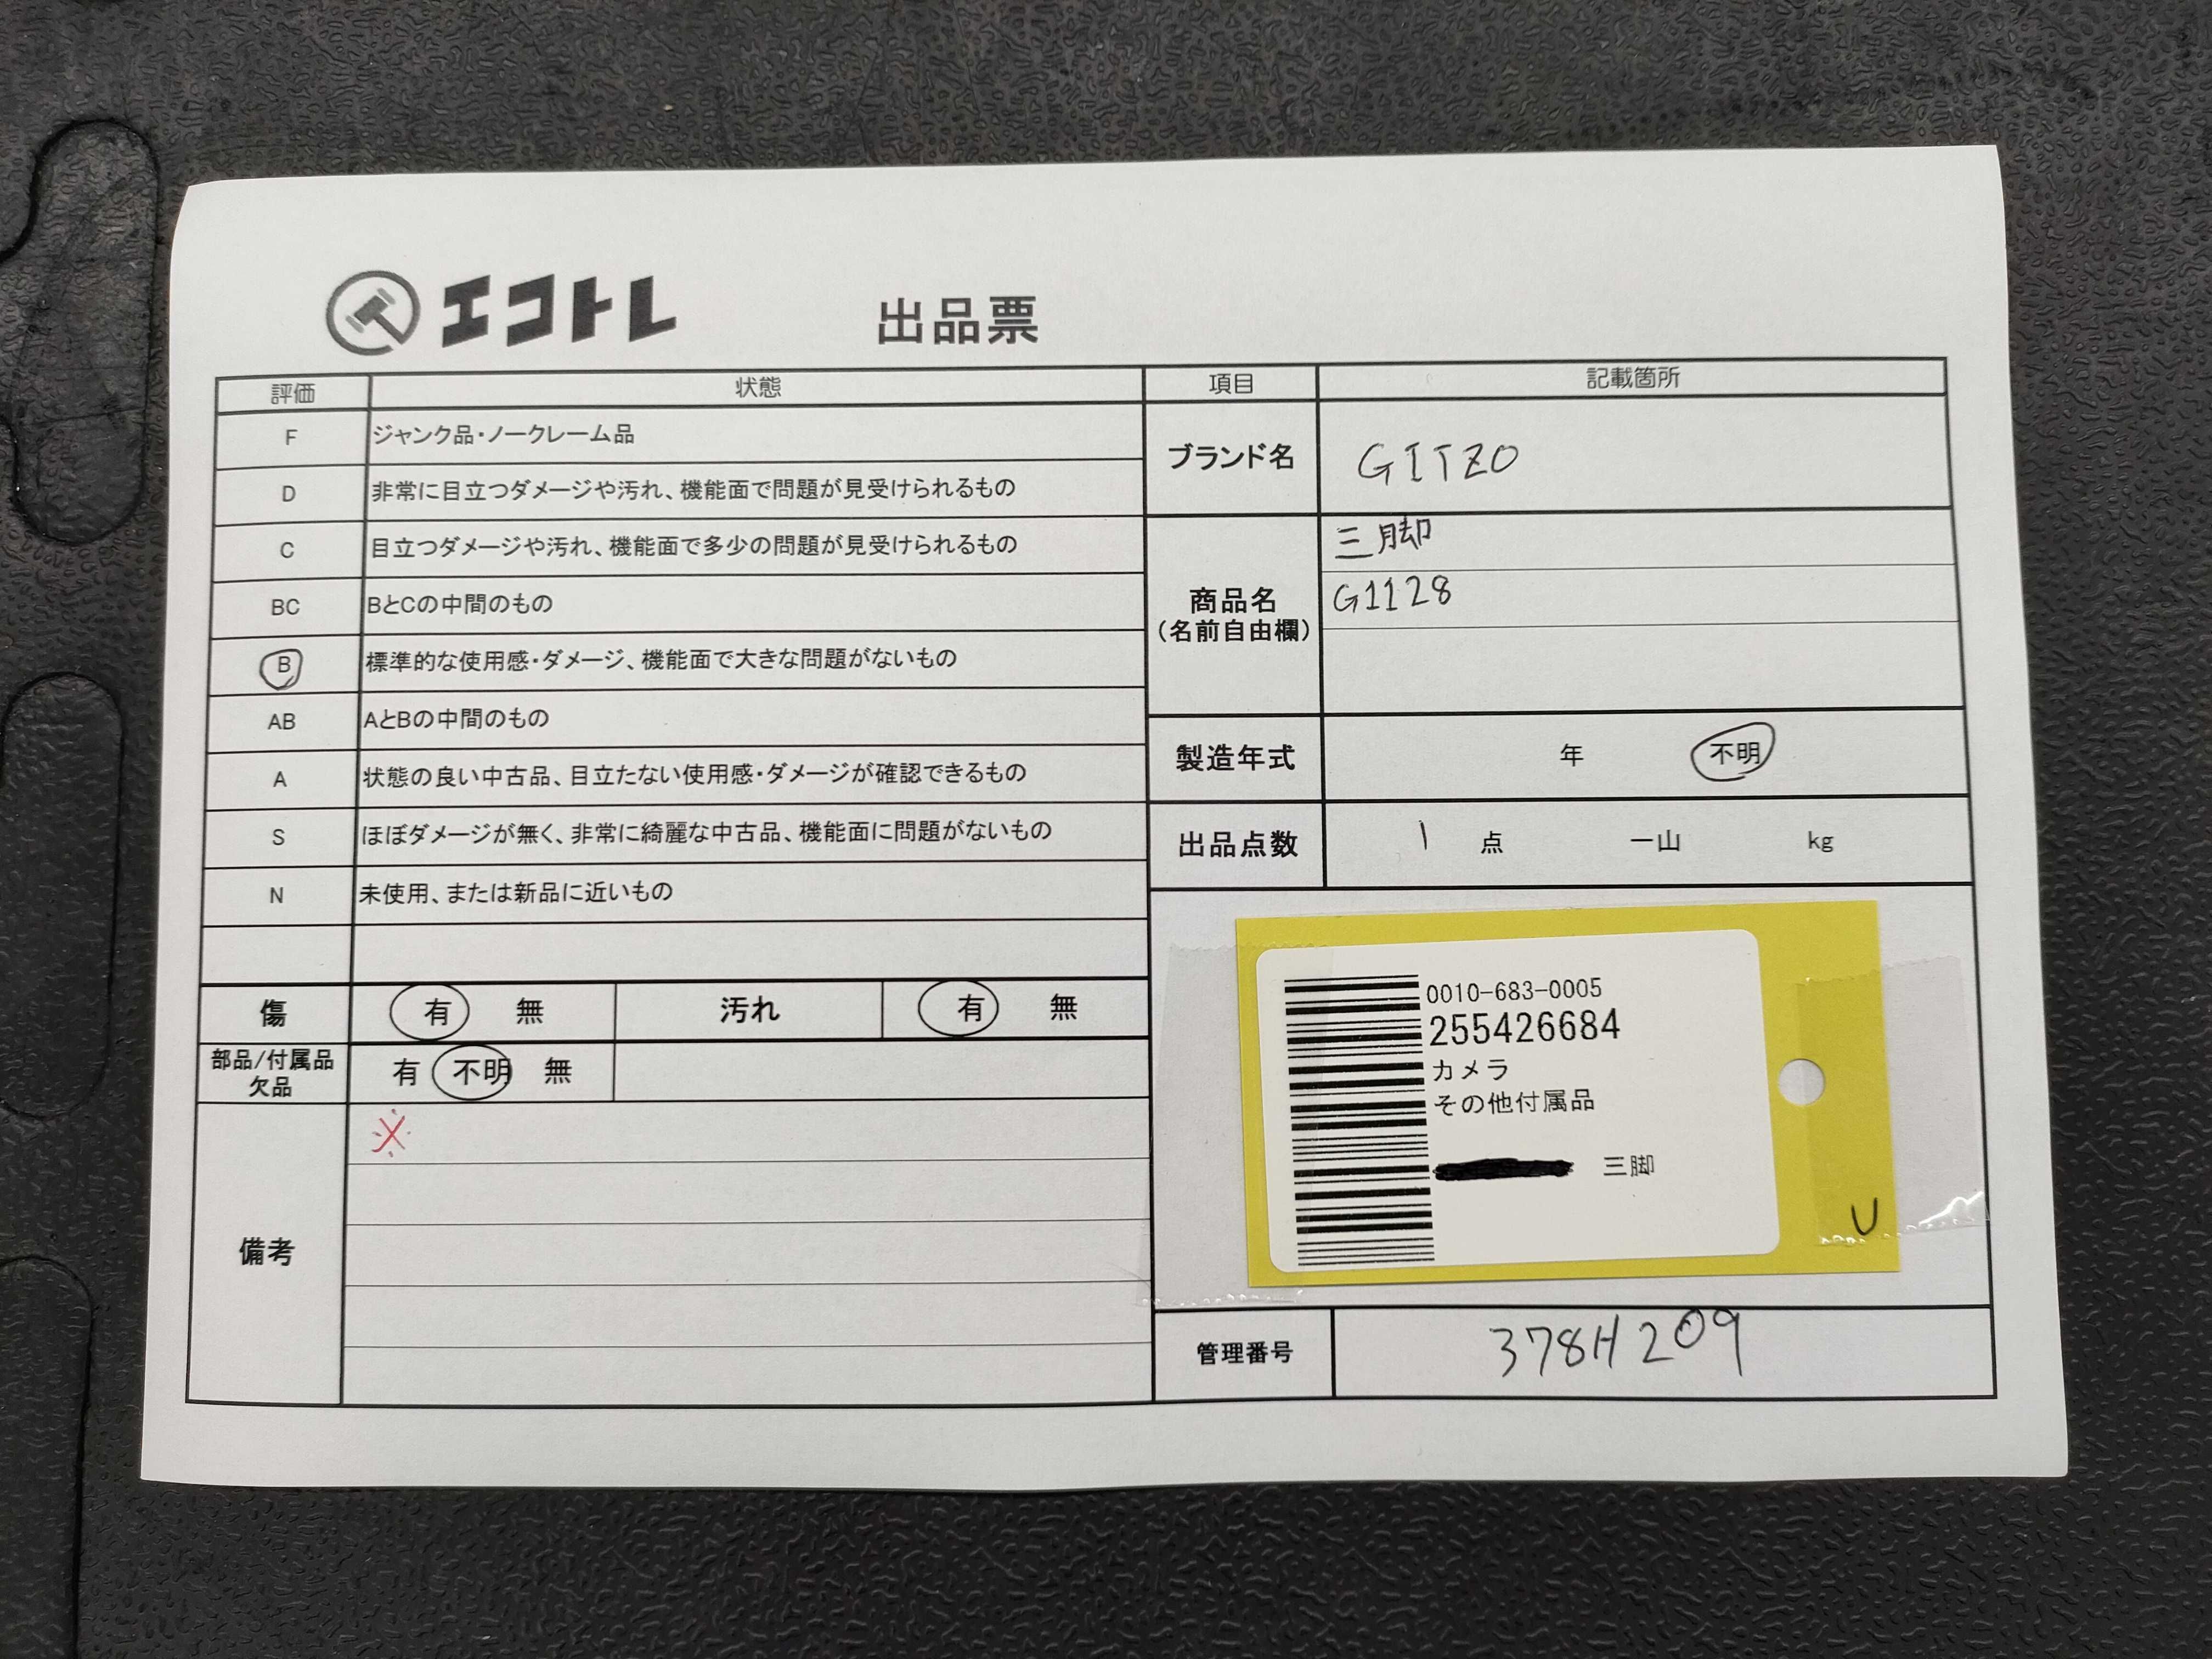 エコトレ 出品票
評価 状態
F ジャンク品・ノークレーム品
D 非常に目立つダメージや汚れ、機能面で問題が見受けられるもの
C 目立つダメージや汚れ、機能面で多少の問題が見受けられるもの
BC BとCの中間のもの
B 標準的な使用感・ダメージ、機能面で大きな問題がないもの
AB AとBの中間のもの
A 状態の良い中古品、目立たない使用感・ダメージが確認できるもの
S ほぼダメージが無く、非常に綺麗な中古品、機能面に問題がないもの
N 未使用、または新品に近いもの
傷 有 無 汚れ 有 無
部品/付属品
欠品
有 不明 無
備考
※
項目 記載箇所
ブランド名 GITZO
商品名
(名前自由欄)
三脚
G1128
製造年式 年 不明
出品点数 1 点 一山 kg
0010-683-0005
255426684
カメラ
その他付属品
三脚
U
管理番号 378H209